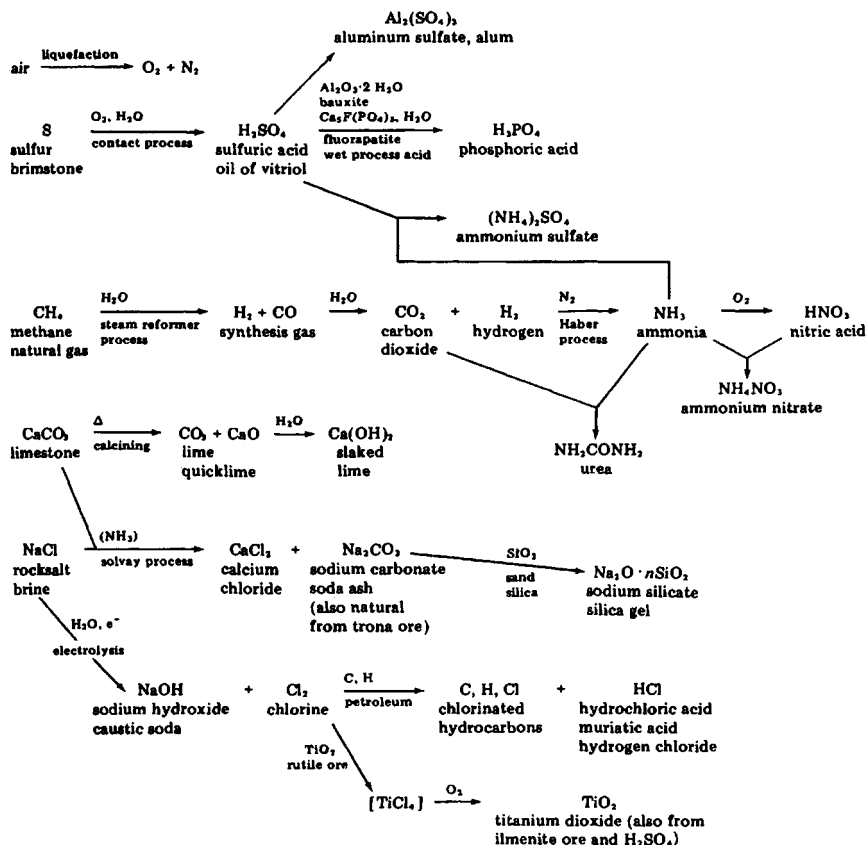 Al₂(SO₄)₃
aluminum sulfate, alum
air liquefaction O₂ + N₂
Al₂O₃·2 H₂O
bauxite
S O₂, H₂O H₂SO₄ Ca₅F(PO₄)₃, H₂O H₃PO₄
sulfur contact process sulfuric acid fluorapatite phosphoric acid
brimstone oil of vitriol wet process acid
(NH₄)₂SO₄
ammonium sulfate
CH₄ H₂O H₂ + CO H₂O CO₂ + H₂ N₂ NH₃ O₂ HNO₃
methane steam reformer synthesis gas carbon hydrogen Haber ammonia nitric acid
natural gas process dioxide process
NH₄NO₃
ammonium nitrate
CaCO₃ Δ CO₂ + CaO H₂O Ca(OH)₂
limestone calcining lime slaked
quicklime lime
NH₂CONH₂
urea
NaCl (NH₃) CaCl₂ + Na₂CO₃ SiO₂ Na₂O · nSiO₂
rocksalt solvay process calcium sodium carbonate sand sodium silicate
brine chloride soda ash silica silica gel
(also natural
from trona ore)
H₂O, e⁻
electrolysis
NaOH + Cl₂ C, H C, H, Cl + HCl
sodium hydroxide chlorine petroleum chlorinated hydrochloric acid
caustic soda hydrocarbons muriatic acid
hydrogen chloride
TiO₂
rutile ore
[TiCl₄] O₂ TiO₂
titanium dioxide (also from
ilmenite ore and H₂SO₄)